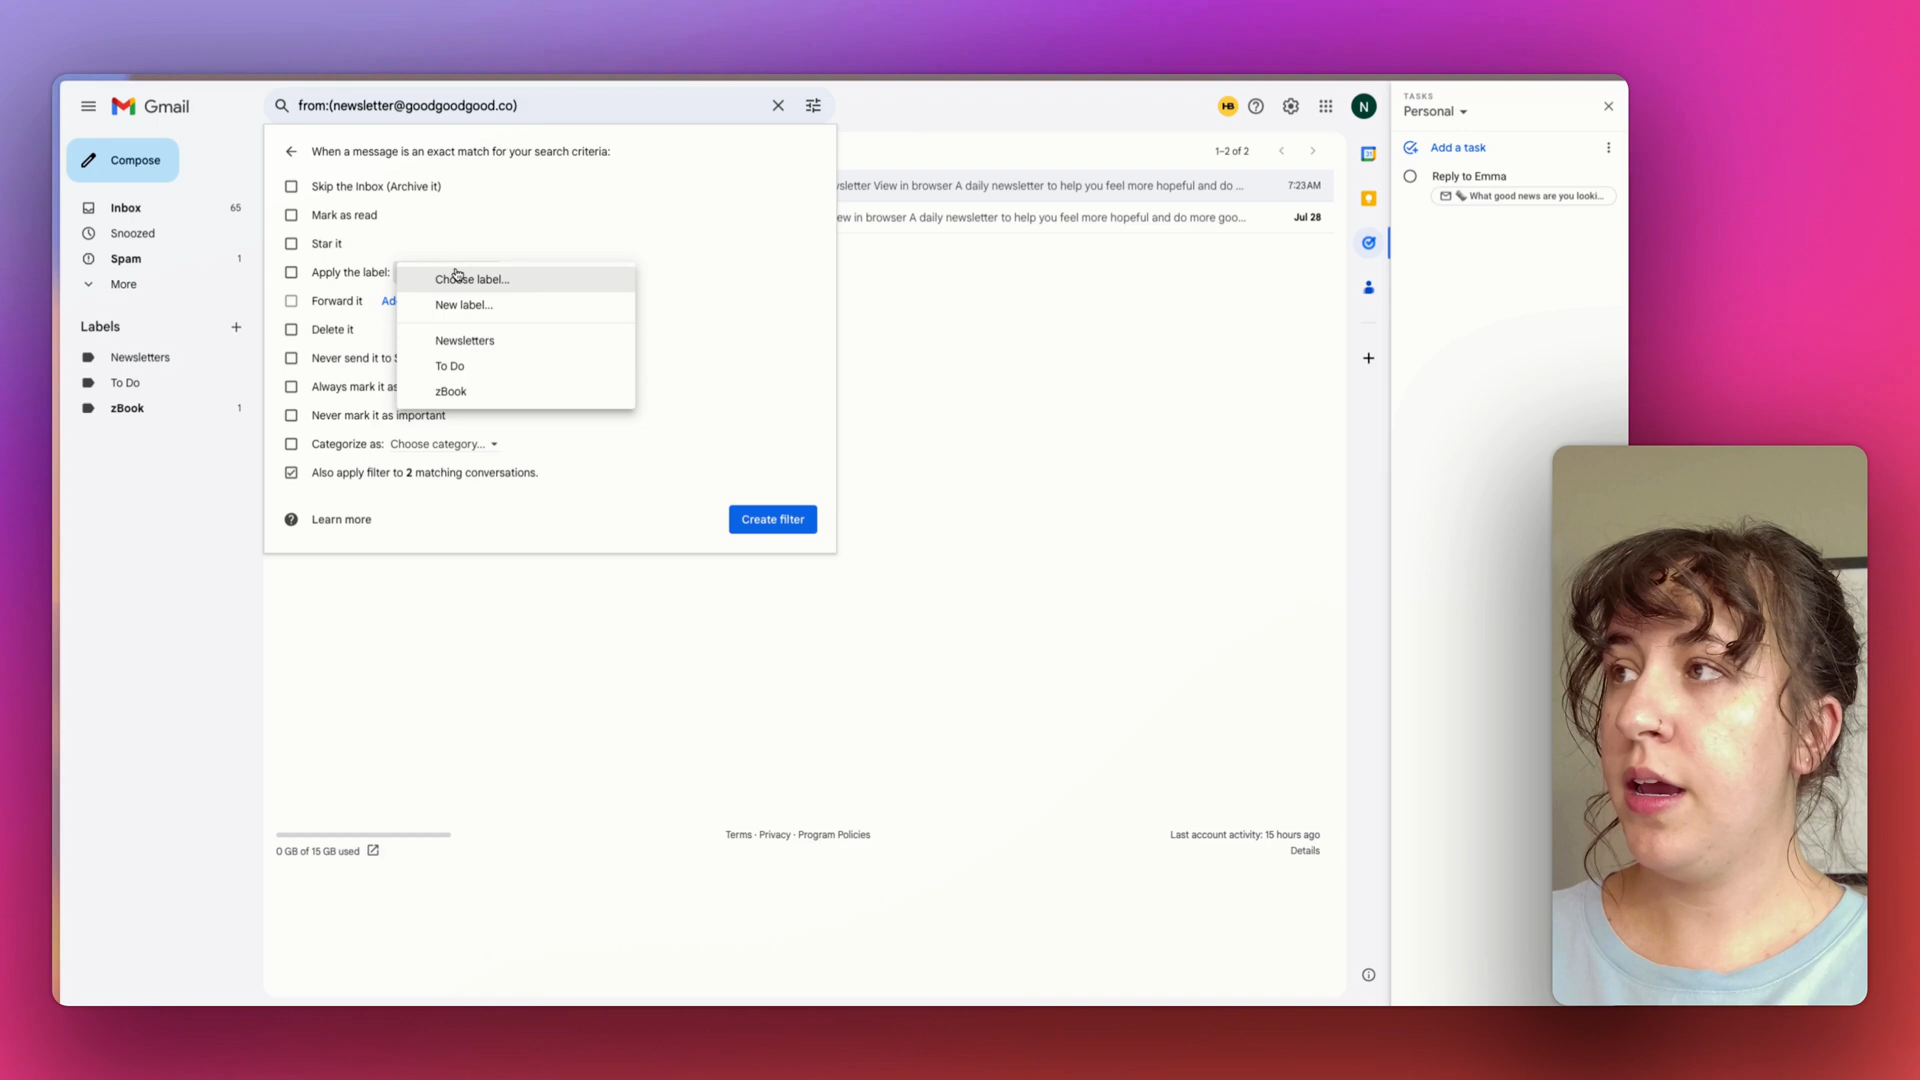 Gmail
from:(newsletter@goodgoodgood.co)
HB
N
Compose
Inbox 65
Snoozed
Spam 1
More
Labels
Newsletters
To Do
zBook 1
When a message is an exact match for your search criteria:
Skip the Inbox (Archive it)
Mark as read
Star it
Apply the label:
Forward it
Delete it
Never send it to
Always mark it as
Never mark it as important
Categorize as: Choose category...
Also apply filter to 2 matching conversations.
Learn more
Create filter
Choose label...
New label...
Newsletters
To Do
zBook
1–2 of 2
View in browser A daily newsletter to help you feel more hopeful and do ... 7:23 AM
in browser A daily newsletter to help you feel more hopeful and do more goo... Jul 28
31
TASKS
Personal
Add a task
Reply to Emma
What good news are you looki...
0 GB of 15 GB used
Terms · Privacy · Program Policies
Last account activity: 15 hours ago
Details